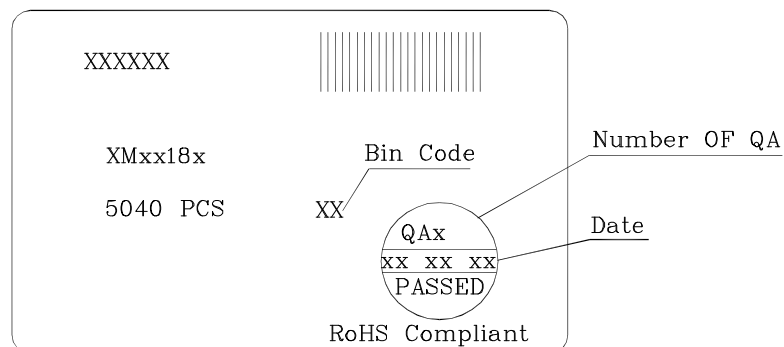 XXXXXX
Number OF QA
XMxx18x
Bin Code
5040 PCS
XX
Date
QAx
xx xx xx
PASSED
RoHS Compliant